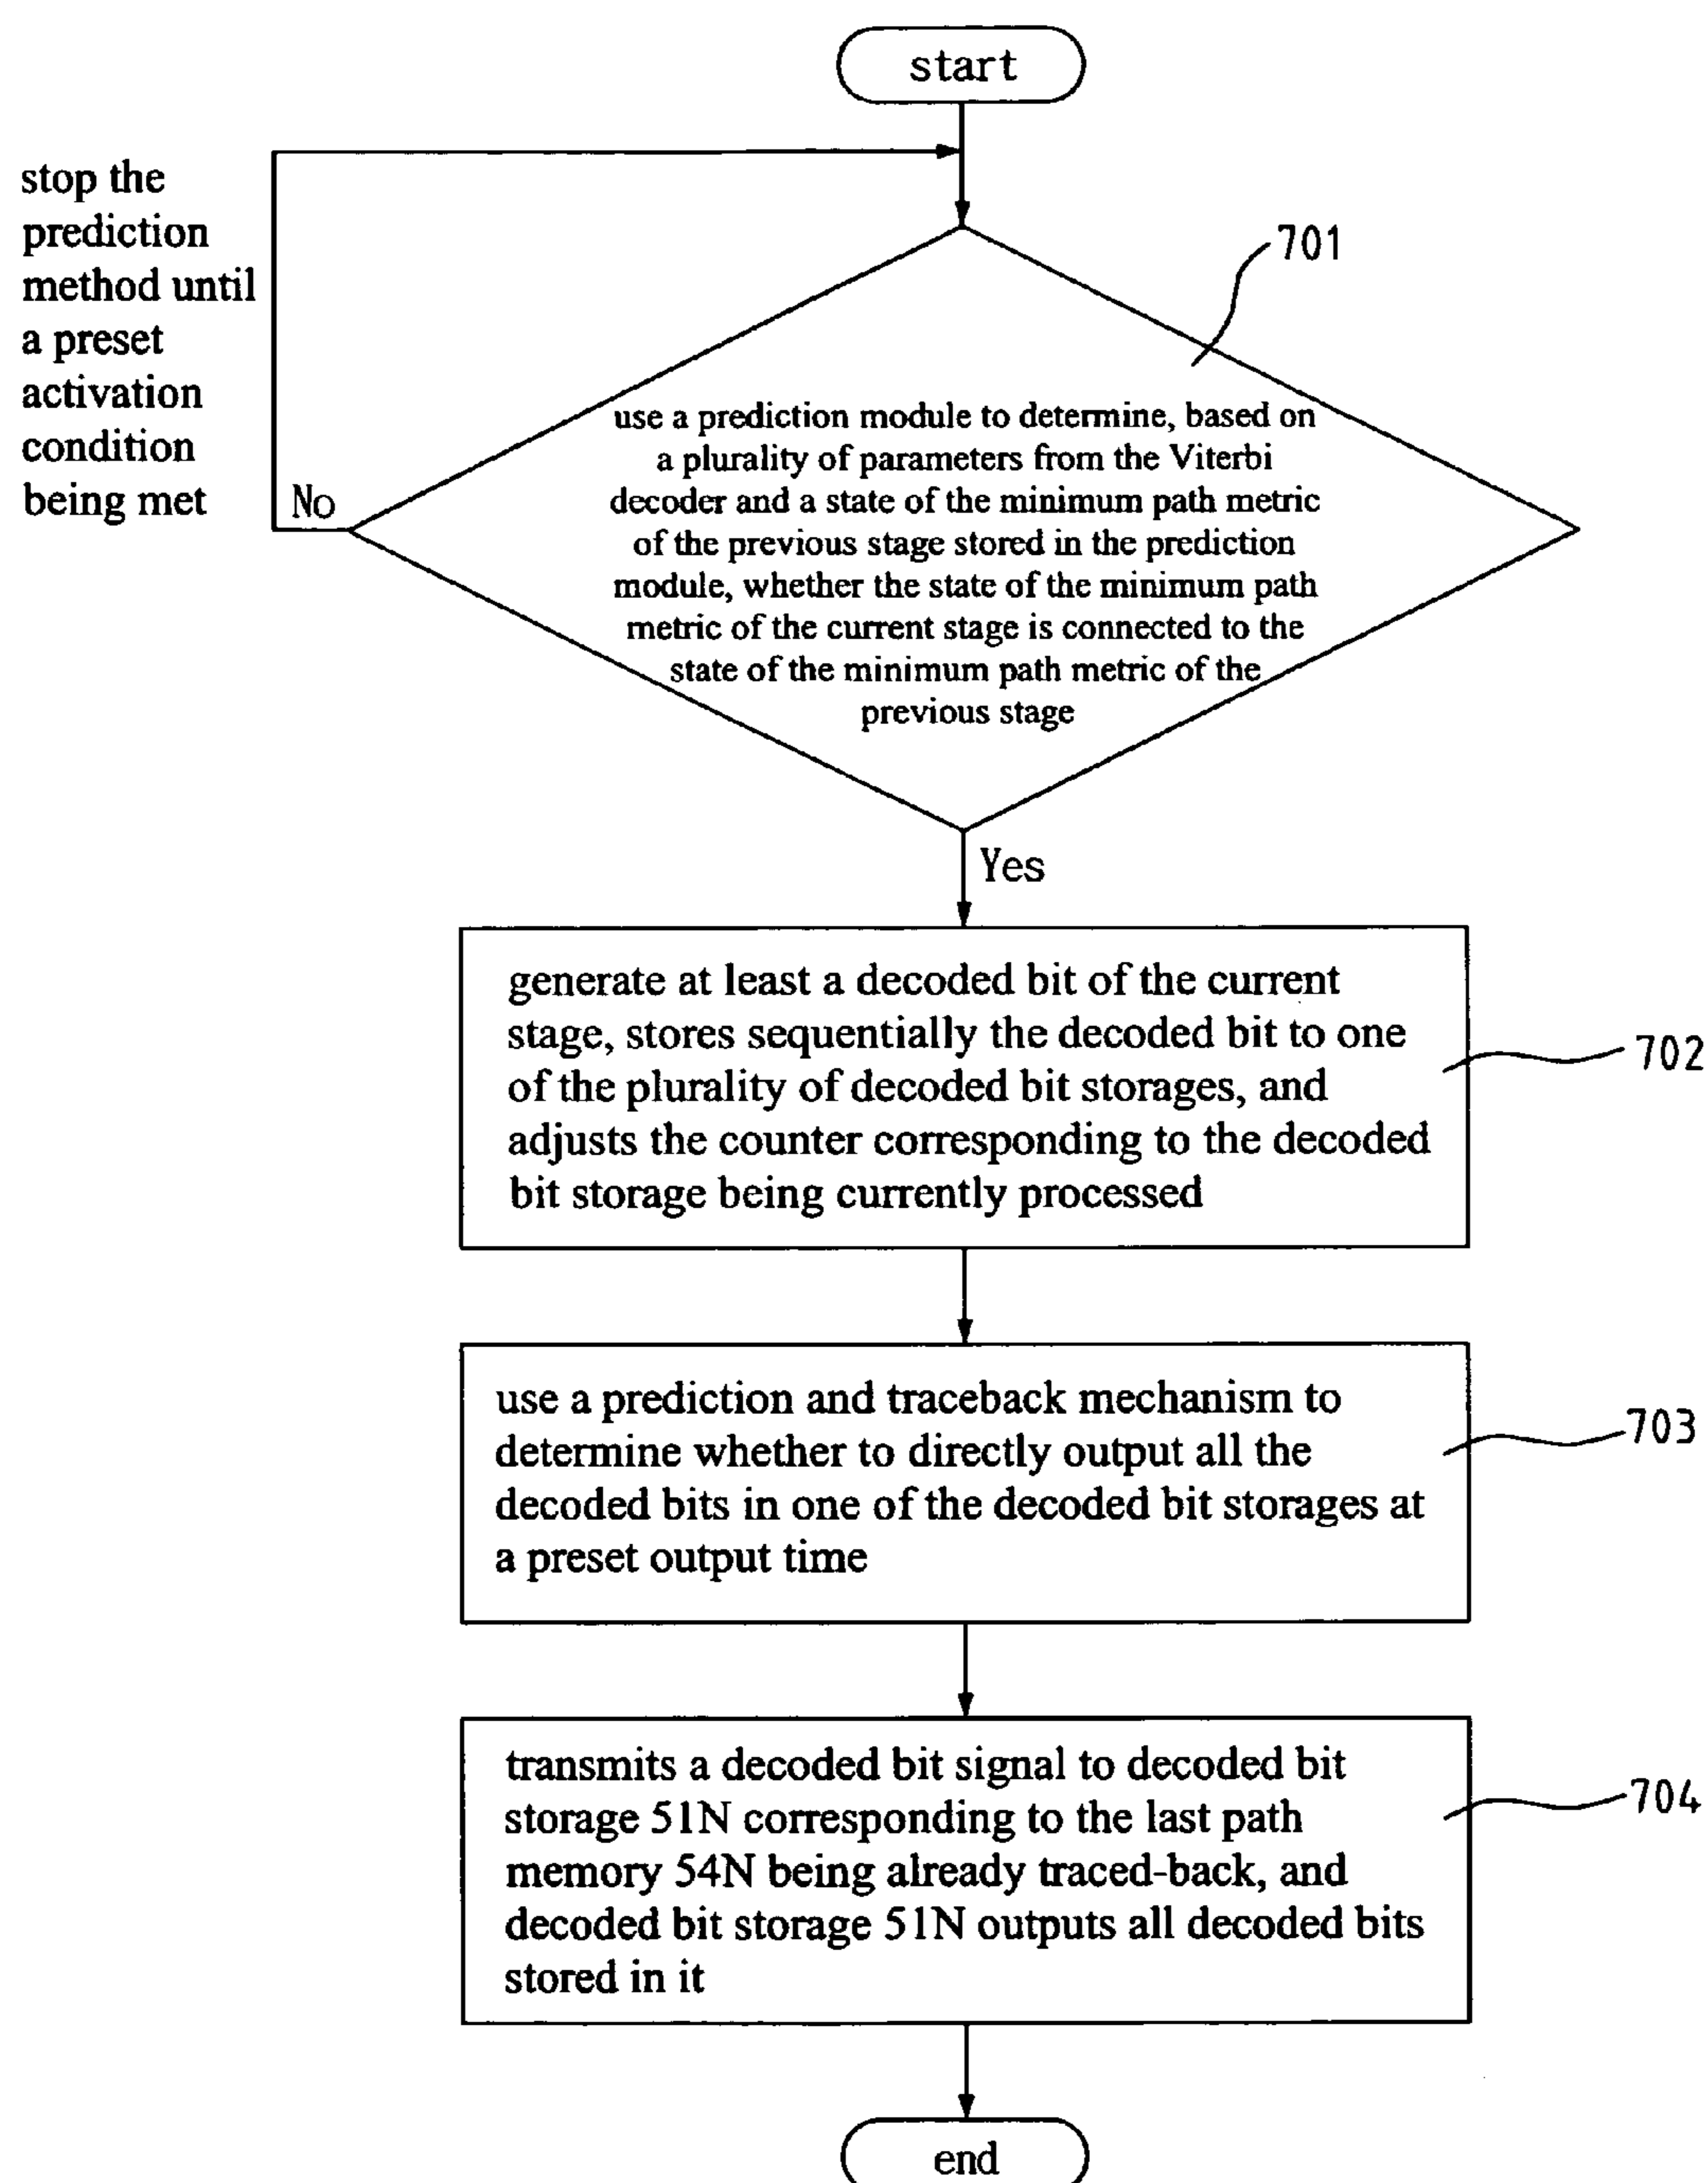 start
stop the
prediction
method until
a preset
activation
condition
being met
No
701
use a prediction module to determine, based on
a plurality of parameters from the Viterbi
decoder and a state of the minimum path metric
of the previous stage stored in the prediction
module, whether the state of the minimum path
metric of the current stage is connected to the
state of the minimum path metric of the
previous stage
Yes
generate at least a decoded bit of the current
stage, stores sequentially the decoded bit to one
of the plurality of decoded bit storages, and
adjusts the counter corresponding to the decoded
bit storage being currently processed
702
use a prediction and traceback mechanism to
determine whether to directly output all the
decoded bits in one of the decoded bit storages at
a preset output time
703
transmits a decoded bit signal to decoded bit
storage 51N corresponding to the last path
memory 54N being already traced-back, and
decoded bit storage 51N outputs all decoded bits
stored in it
704
end